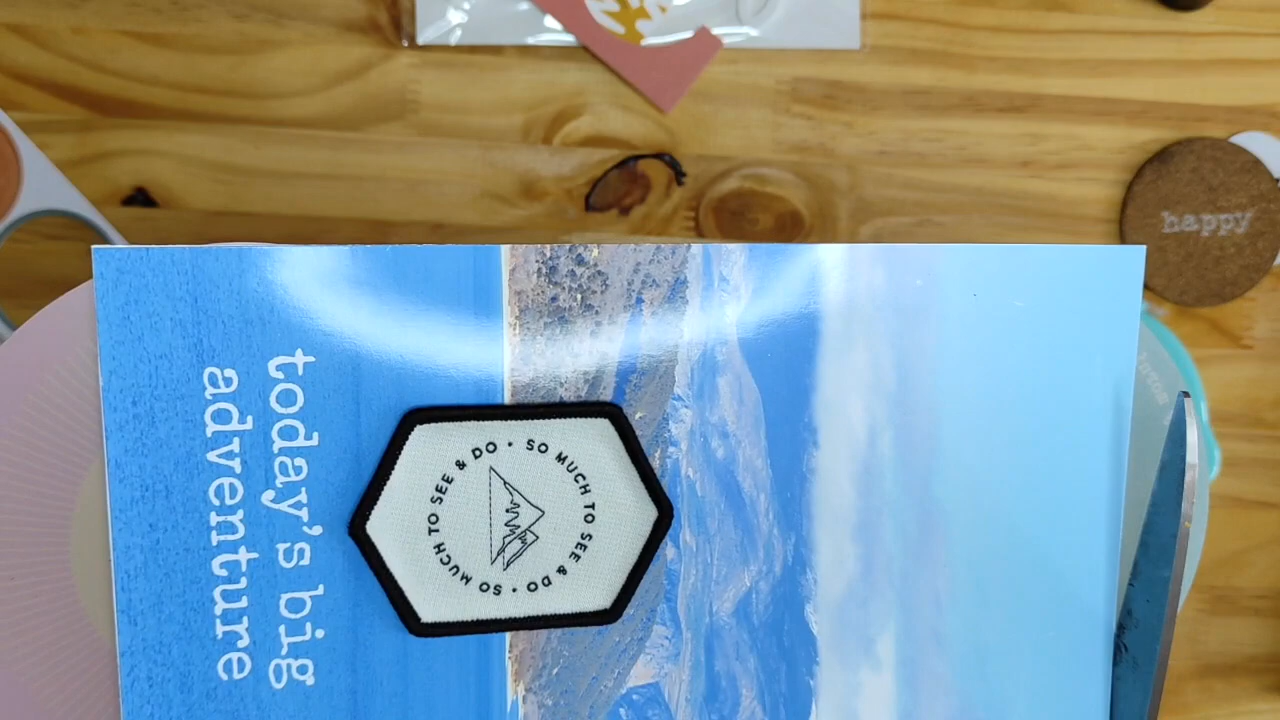 happy
today's big
adventure
SO MUCH TO SEE & DO • SO MUCH TO SEE & DO •